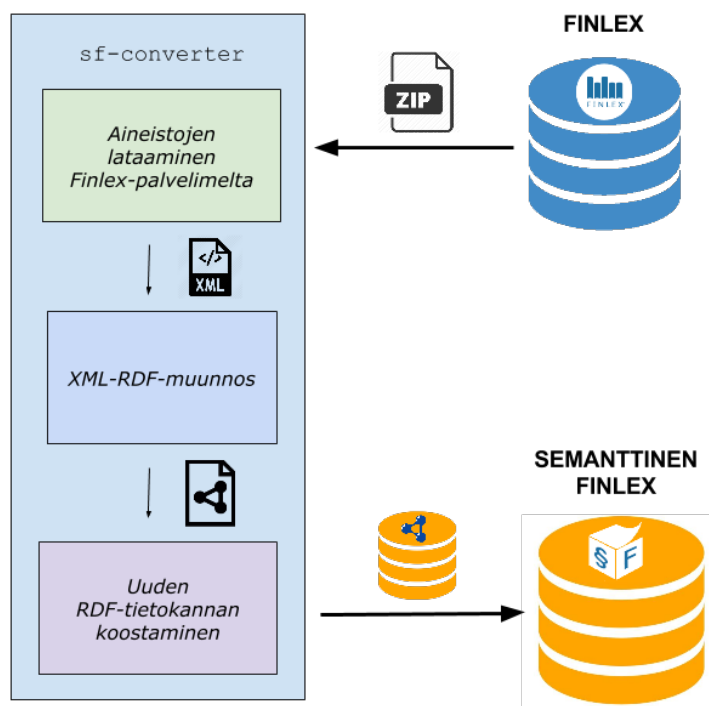 sf-converter
FINLEX
ZIP
FINLEX
Aineistojen
lataaminen
Finlex-palvelimelta
</>
XML
XML-RDF-muunnos
SEMANTTINEN
FINLEX
§ F
Uuden
RDF-tietokannan
koostaminen